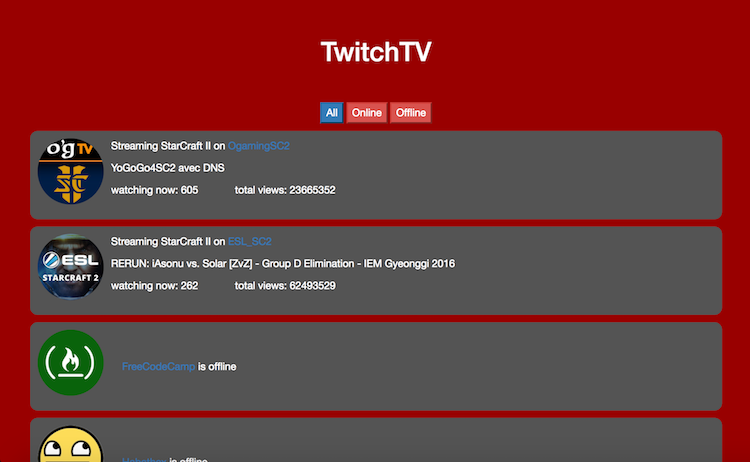 TwitchTV
All Online Offline
og TV
SC
Streaming StarCraft II on OgamingSC2
YoGoGo4SC2 avec DNS
watching now: 605 total views: 23665352
ESL
STARCRAFT 2
Streaming StarCraft II on ESL_SC2
RERUN: iAsonu vs. Solar [ZvZ] - Group D Elimination - IEM Gyeonggi 2016
watching now: 262 total views: 62493529
FreeCodeCamp is offline
is offline